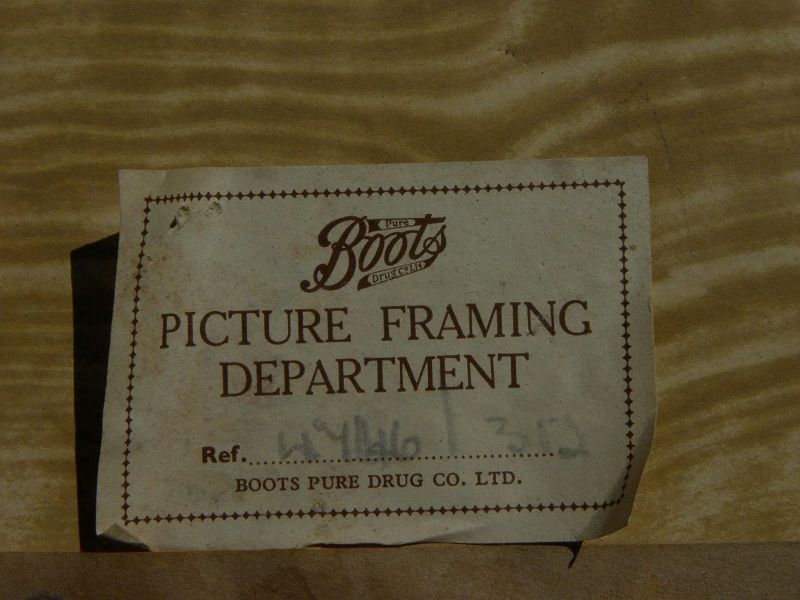 Pure
Boots
Drug Co Ltd
PICTURE FRAMING
DEPARTMENT
Ref.
BOOTS PURE DRUG CO. LTD.